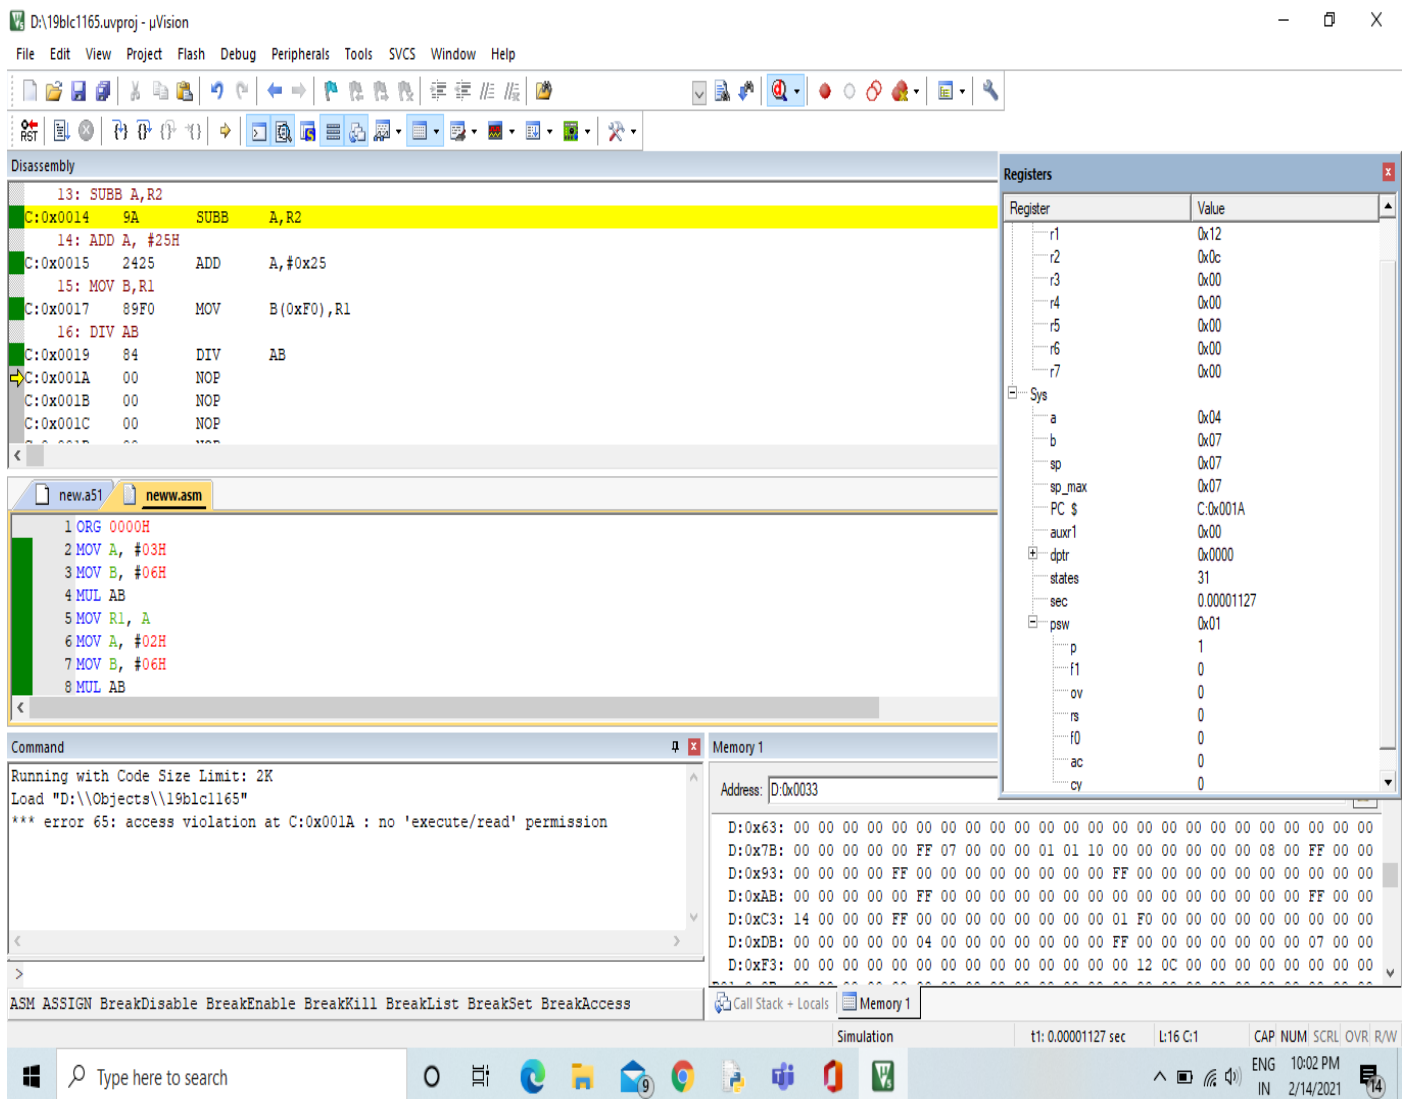 D:\19blc1165.uvproj - µVision
File Edit View Project Flash Debug Peripherals Tools SVCS Window Help
RST
Disassembly
13: SUBB A,R2
C:0x0014 9A SUBB A,R2
14: ADD A, #25H
C:0x0015 2425 ADD A,#0x25
15: MOV B,R1
C:0x0017 89F0 MOV B(0xF0),R1
16: DIV AB
C:0x0019 84 DIV AB
C:0x001A 00 NOP
C:0x001B 00 NOP
C:0x001C 00 NOP
Registers
Register Value
r1 0x12
r2 0x0c
r3 0x00
r4 0x00
r5 0x00
r6 0x00
r7 0x00
Sys
a 0x04
b 0x07
sp 0x07
sp_max 0x07
PC $ C:0x001A
auxr1 0x00
dptr 0x0000
states 31
sec 0.00001127
psw 0x01
p 1
f1 0
ov 0
rs 0
f0 0
ac 0
cy 0
new.a51 neww.asm
1 ORG 0000H
2 MOV A, #03H
3 MOV B, #06H
4 MUL AB
5 MOV R1, A
6 MOV A, #02H
7 MOV B, #06H
8 MUL AB
Command
Running with Code Size Limit: 2K
Load "D:\\Objects\\19blc1165"
*** error 65: access violation at C:0x001A : no 'execute/read' permission
>
ASM ASSIGN BreakDisable BreakEnable BreakKill BreakList BreakSet BreakAccess
Memory 1
Address: D:0x0033
D:0x63: 00 00 00 00 00 00 00 00 00 00 00 00 00 00 00 00 00 00 00 00 00 00 00 00
D:0x7B: 00 00 00 00 00 FF 07 00 00 00 01 01 10 00 00 00 00 00 00 08 00 FF 00 00
D:0x93: 00 00 00 00 FF 00 00 00 00 00 00 00 00 FF 00 00 00 00 00 00 00 00 00 00
D:0xAB: 00 00 00 00 00 FF 00 00 00 00 00 00 00 00 00 00 00 00 00 00 00 FF 00 00
D:0xC3: 14 00 00 00 FF 00 00 00 00 00 00 00 00 01 F0 00 00 00 00 00 00 00 00 00
D:0xDB: 00 00 00 00 00 04 00 00 00 00 00 00 00 FF 00 00 00 00 00 00 00 07 00 00
D:0xF3: 00 00 00 00 00 00 00 00 00 00 00 00 00 00 12 0C 00 00 00 00 00 00 00 00
Call Stack + Locals Memory 1
Simulation t1: 0.00001127 sec L:16 C:1 CAP NUM SCRL OVR R/W
Type here to search
9
ENG 10:02 PM
IN 2/14/2021
14